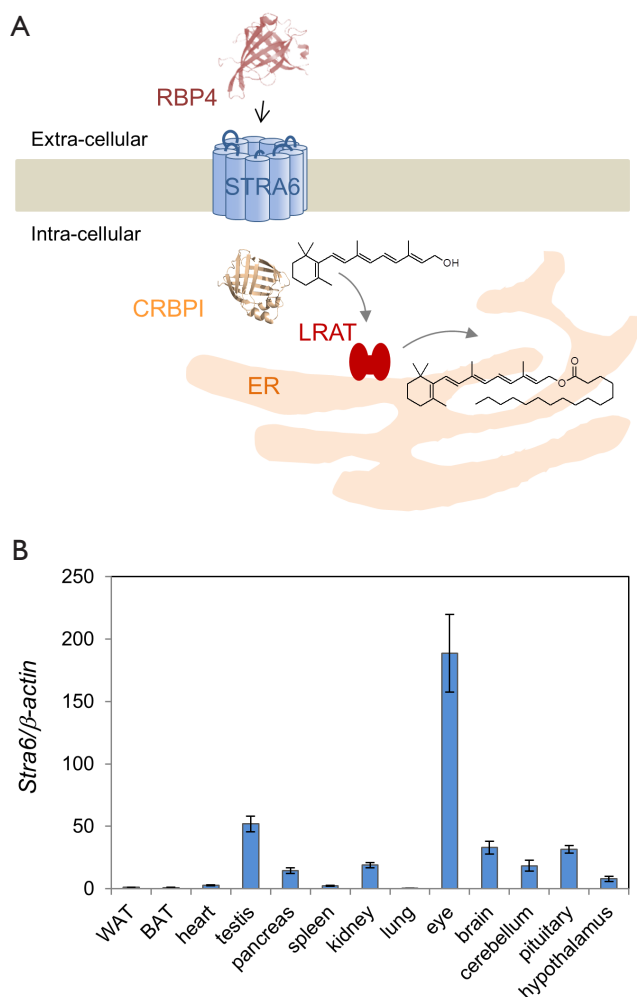 A
RBP4
Extra-cellular
STRA6
Intra-cellular
OH
CRBPI
LRAT
ER
O
O
B
250
200
150
100
50
0
Stra6/β-actin
WAT
BAT
heart
testis
pancreas
spleen
kidney
lung
eye
brain
cerebellum
pituitary
hypothalamus